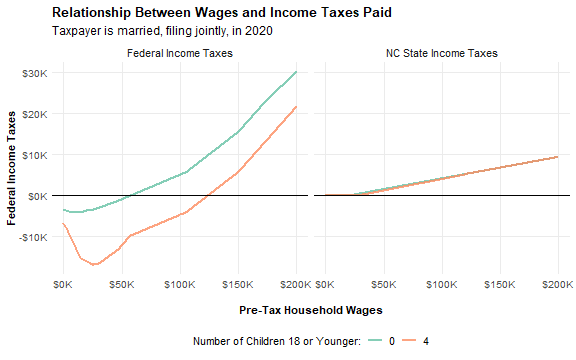 Relationship Between Wages and Income Taxes Paid
Taxpayer is married, filing jointly, in 2020
Federal Income Taxes
NC State Income Taxes
$30K
$20K
$10K
$0K
-$10K
Federal Income Taxes
$0K $50K $100K $150K $200K
$0K $50K $100K $150K $200K
Pre-Tax Household Wages
Number of Children 18 or Younger: 0 4